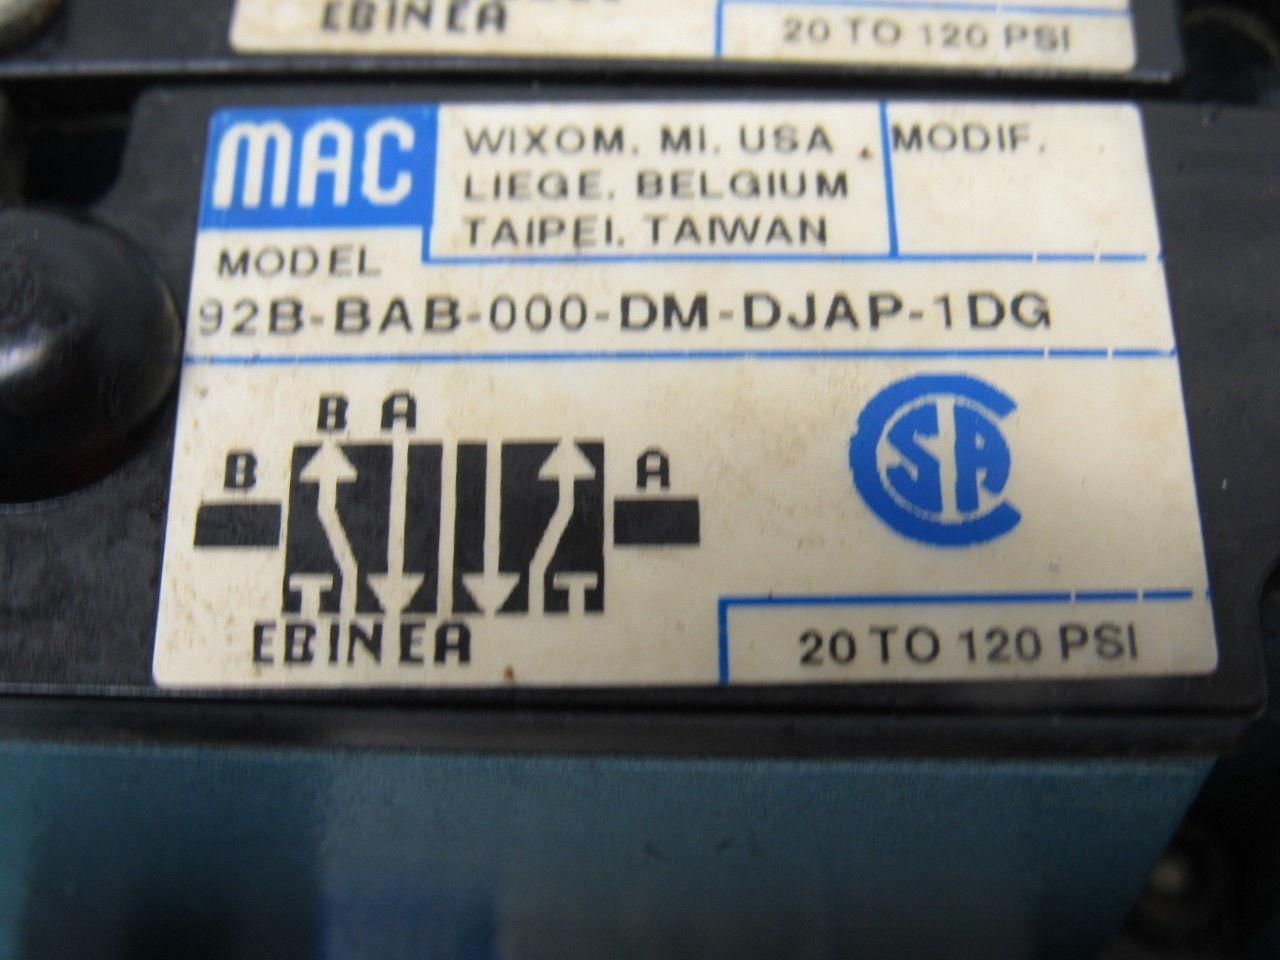 EBINEA
20 TO 120 PSI
MAC
WIXOM, MI. USA
LIEGE, BELGIUM
TAIPEI, TAIWAN
MODIF.
MODEL
92B-BAB-000-DM-DJAP-1DG
B A
B
A
CSA
EBINEA
20 TO 120 PSI